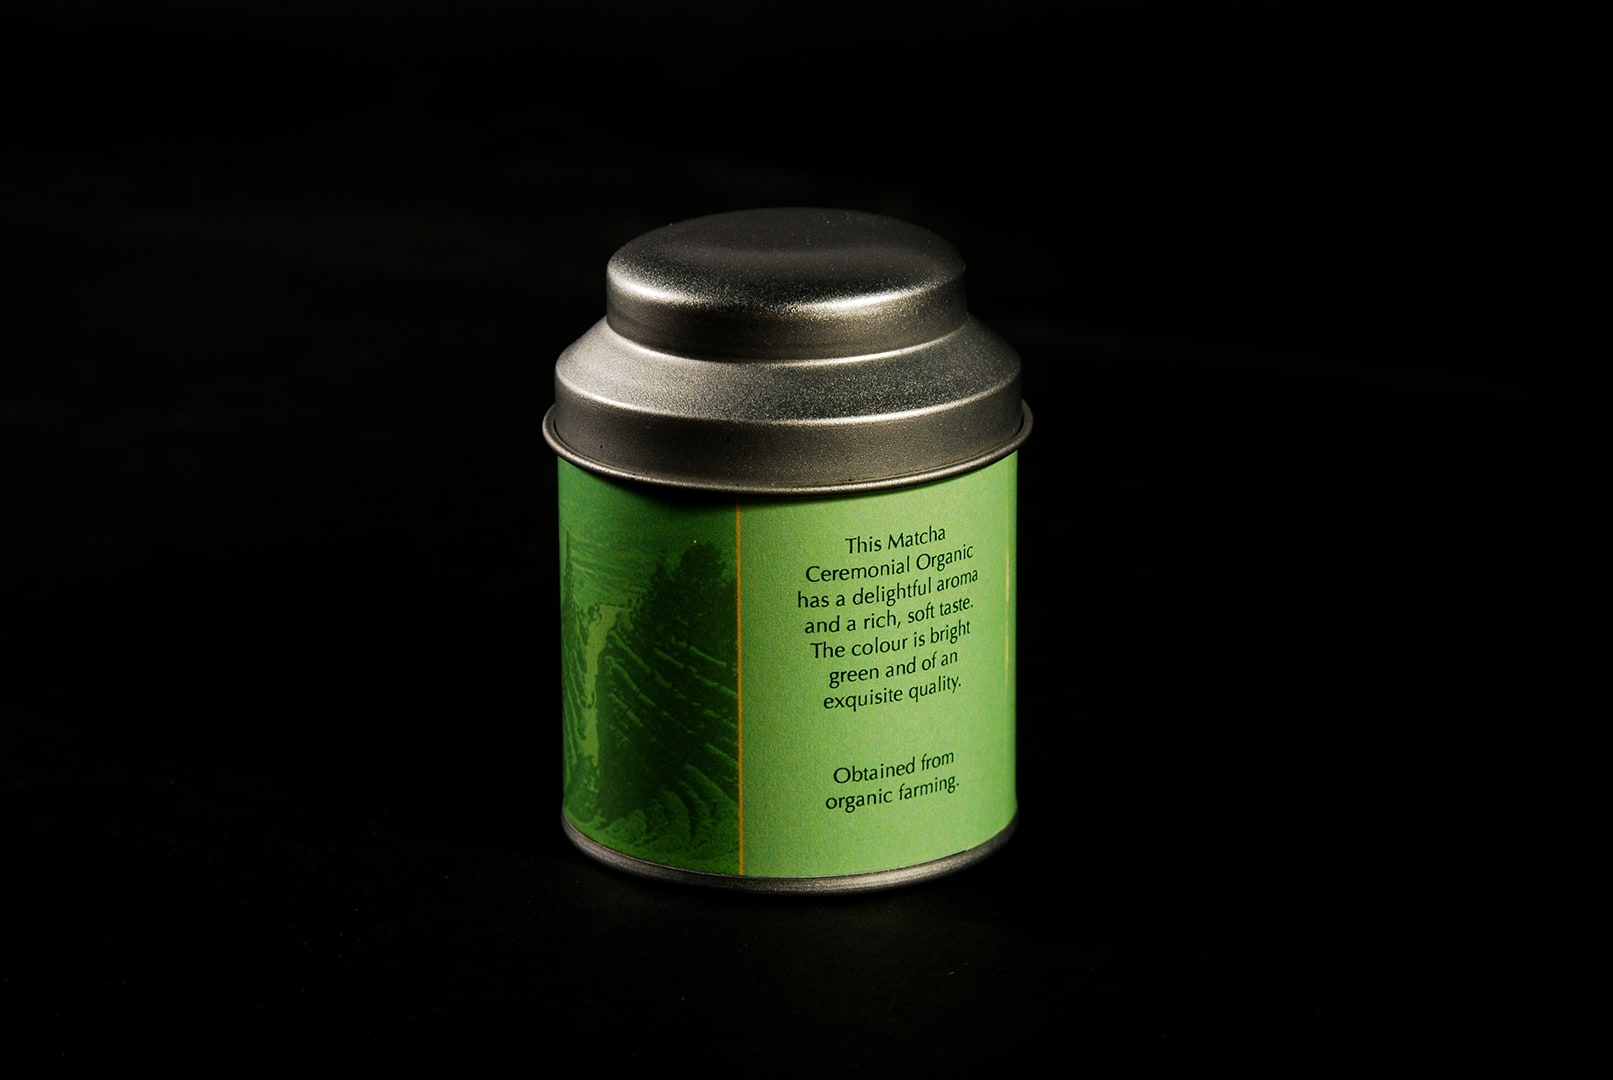 This Matcha
Ceremonial Organic
has a delightful aroma
and a rich, soft taste.
The colour is bright
green and of an
exquisite quality.
Obtained from
organic farming.